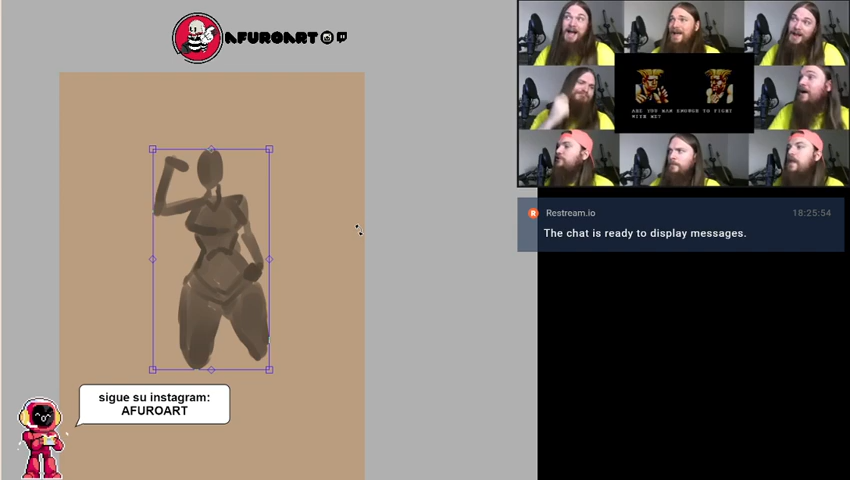 AFUROART
ARE YOU MAN ENOUGH TO FIGHT
WITH ME?
Restream.io
18:25:54
The chat is ready to display messages.
sigue su instagram:
AFUROART